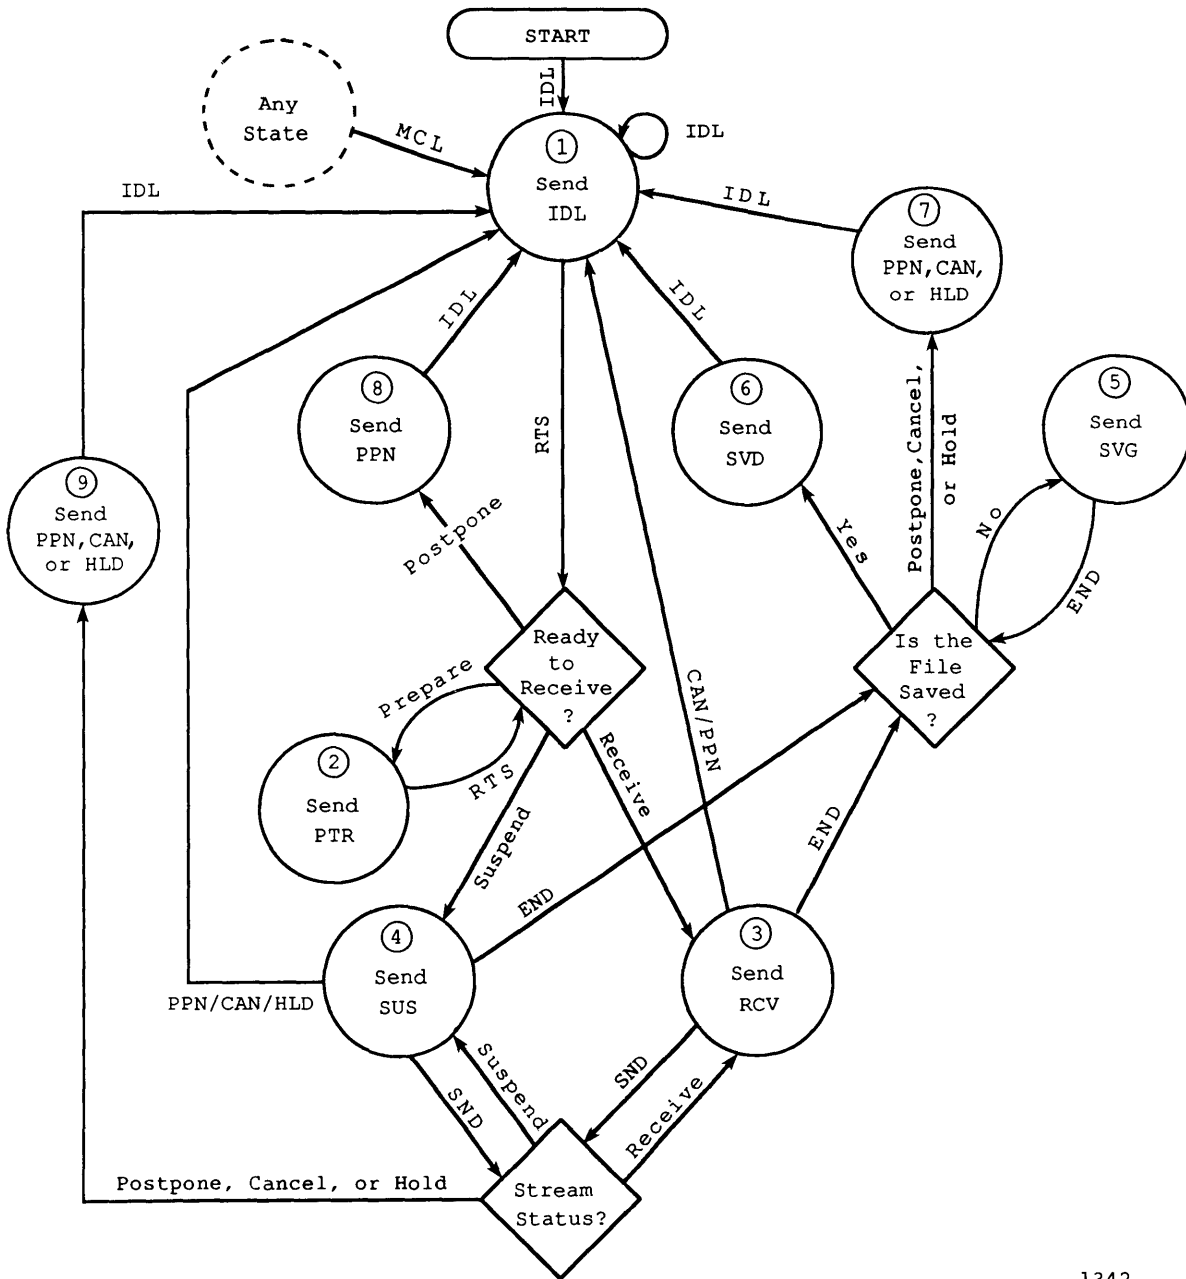 START
IDL
Any
State
MCL
1
Send
IDL
IDL
IDL
IDL
7
Send
PPN,CAN,
or HLD
IDL
IDL
8
Send
PPN
RTS
6
Send
SVD
Postpone,Cancel,
or Hold
5
Send
SVG
9
Send
PPN,CAN,
or HLD
Postpone
Yes
No
END
Ready
to
Receive
?
Is the
File
Saved
?
Prepare
RTS
2
Send
PTR
Suspend
Receive
CAN/PPN
END
END
4
Send
SUS
3
Send
RCV
PPN/CAN/HLD
SND
Suspend
SND
Receive
Postpone, Cancel, or Hold
Stream
Status?